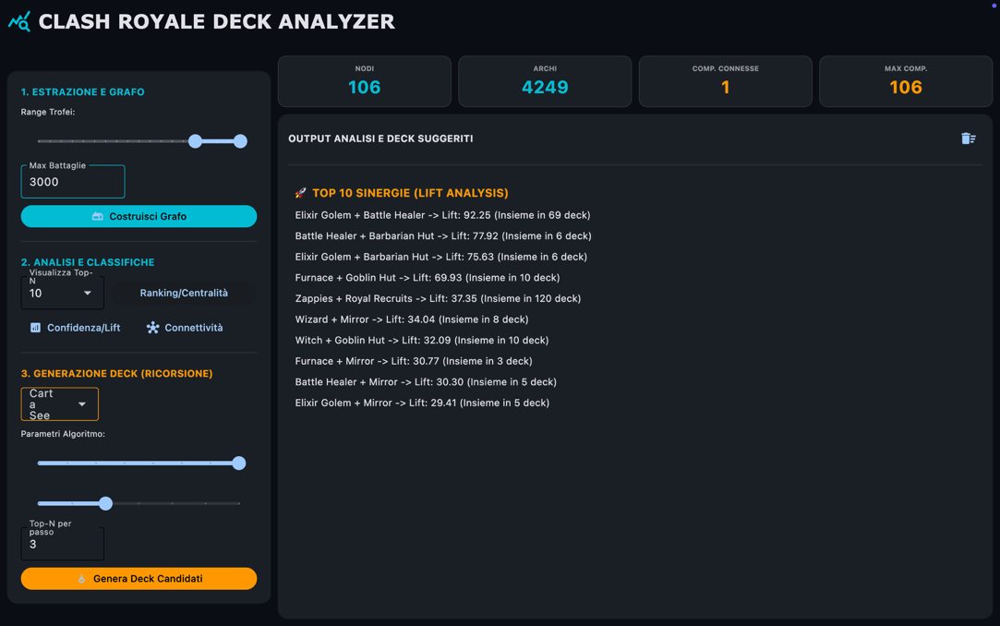 CLASH ROYALE DECK ANALYZER
1. ESTRAZIONE E GRAFO
Range Trofei:
Max Battaglie
3000
Costruisci Grafo
2. ANALISI E CLASSIFICHE
Visualizza Top-
N
10
Ranking/Centralità
Confidenza/Lift
Connettività
3. GENERAZIONE DECK (RICORSIONE)
Cart
a
See
Parametri Algoritmo:
Top-N per
passo
3
Genera Deck Candidati
NODI
106
ARCHI
4249
COMP. CONNESSE
1
MAX COMP.
106
OUTPUT ANALISI E DECK SUGGERITI
🚀 TOP 10 SINERGIE (LIFT ANALYSIS)
Elixir Golem + Battle Healer -> Lift: 92.25 (Insieme in 69 deck)
Battle Healer + Barbarian Hut -> Lift: 77.92 (Insieme in 6 deck)
Elixir Golem + Barbarian Hut -> Lift: 75.63 (Insieme in 6 deck)
Furnace + Goblin Hut -> Lift: 69.93 (Insieme in 10 deck)
Zappies + Royal Recruits -> Lift: 37.35 (Insieme in 120 deck)
Wizard + Mirror -> Lift: 34.04 (Insieme in 8 deck)
Witch + Goblin Hut -> Lift: 32.09 (Insieme in 10 deck)
Furnace + Mirror -> Lift: 30.77 (Insieme in 3 deck)
Battle Healer + Mirror -> Lift: 30.30 (Insieme in 5 deck)
Elixir Golem + Mirror -> Lift: 29.41 (Insieme in 5 deck)